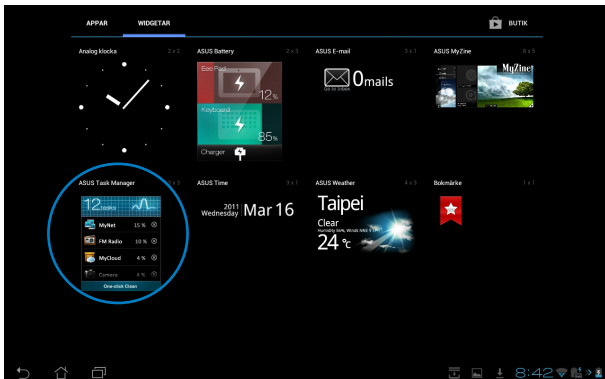 APPAR WIDGETAR BUTIK
Analog klocka 2 x 2 ASUS Battery 2 x 3 ASUS E-mail 3 x 1 ASUS MyZine 8 x 5
Eee Pad
12%
Keyboard
85%
Charger
Go to Inbox 0mails
MyZine
ASUS Task Manager ASUS Time 3 x 1 ASUS Weather 4 x 3 Bokmärke 1 x 1
12 tasks
MyNet 15 %
FM Radio 10 %
MyCloud 4 %
Camera 4 %
One-click Clean
2011
Wednesday Mar 16
Taipei
Clear
24 °c
8:42